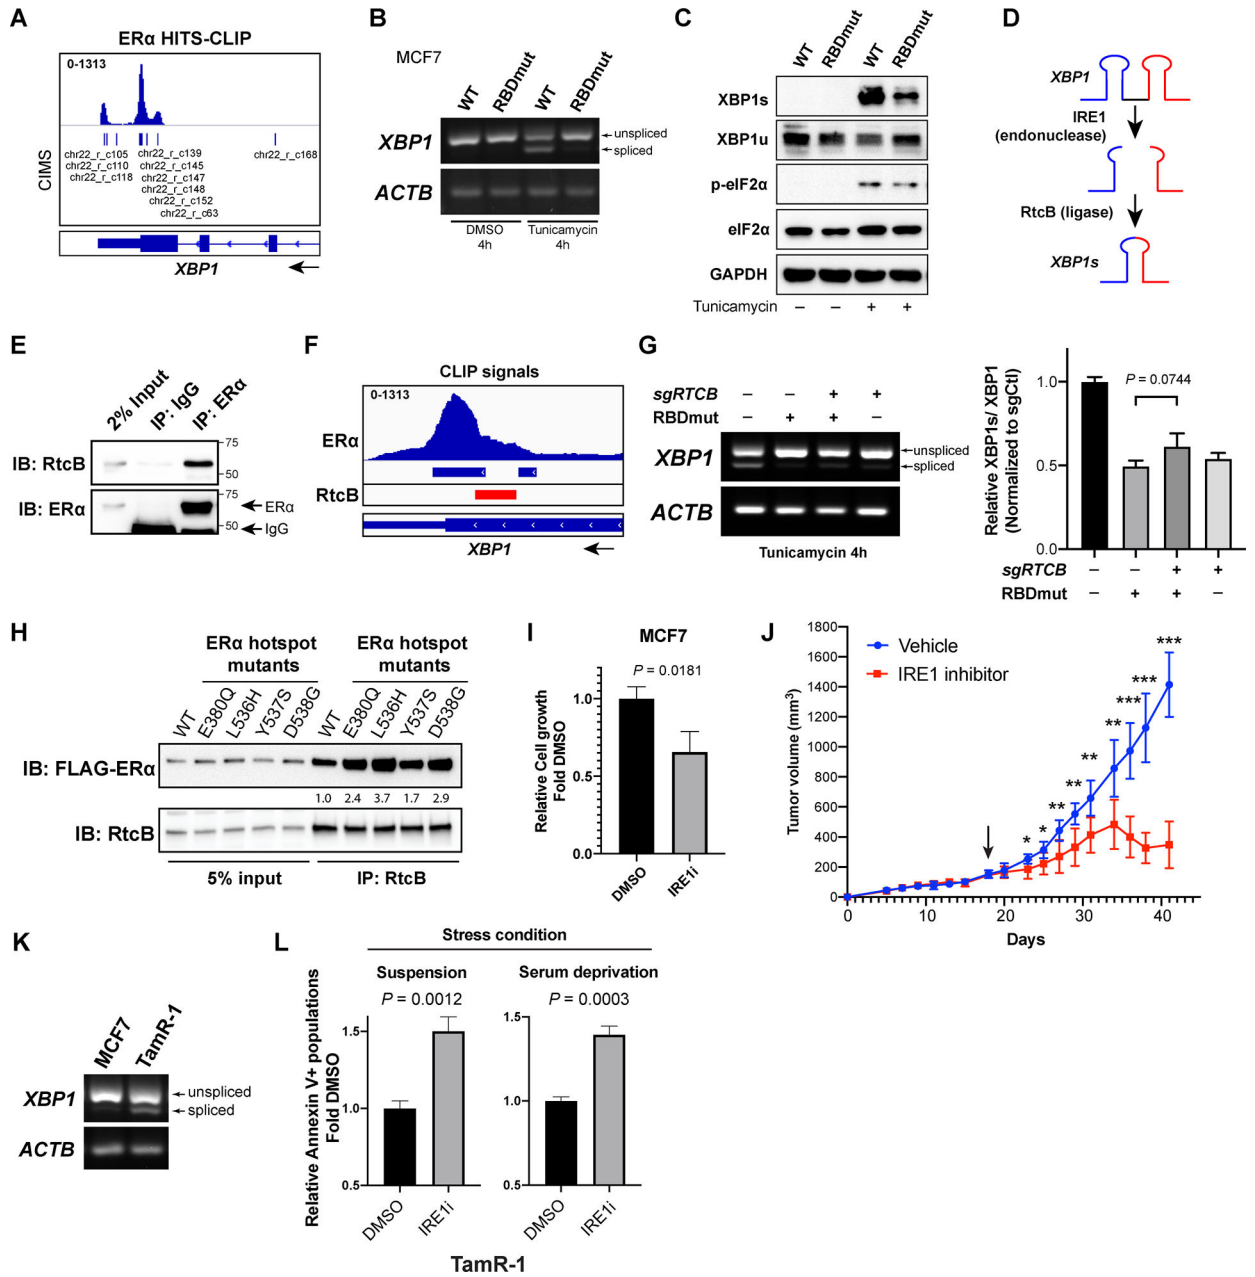 A
ERα HITS-CLIP
0-1313
CIMS
chr22_r_c105
chr22_r_c110
chr22_r_c118
chr22_r_c139
chr22_r_c145
chr22_r_c147
chr22_r_c148
chr22_r_c152
chr22_r_c63
chr22_r_c168
XBP1
B
MCF7
WT
RBDmut
WT
RBDmut
XBP1
unspliced
spliced
ACTB
DMSO
4h
Tunicamycin
4h
C
WT
RBDmut
WT
RBDmut
XBP1s
XBP1u
p-eIF2α
eIF2α
GAPDH
Tunicamycin – – + +
D
XBP1
IRE1
(endonuclease)
RtcB (ligase)
XBP1s
E
2% Input
IP: IgG
IP: ERα
IB: RtcB
75
50
IB: ERα
75
ERα
50
IgG
F
CLIP signals
0-1313
ERα
RtcB
XBP1
G
sgRTCB – – + +
RBDmut – + + –
XBP1
unspliced
spliced
ACTB
Tunicamycin 4h
Relative XBP1s/ XBP1
(Normalized to sgCtl)
1.0
0.5
0.0
P = 0.0744
sgRTCB – – + +
RBDmut – + + –
H
ERα hotspot
mutants
ERα hotspot
mutants
WT
E380Q
L536H
Y537S
D538G
WT
E380Q
L536H
Y537S
D538G
IB: FLAG-ERα
1.0 2.4 3.7 1.7 2.9
IB: RtcB
5% input
IP: RtcB
I
MCF7
P = 0.0181
Relative Cell growth
Fold DMSO
1.0
0.5
0.0
DMSO
IRE1i
J
Vehicle
IRE1 inhibitor
Tumor volume (mm³)
1800
1600
1400
1200
1000
800
600
400
200
0
* * ** ** ** ** *** *** ***
0 10 20 30 40
Days
K
MCF7
TamR-1
XBP1
unspliced
spliced
ACTB
L
Stress condition
Suspension
P = 0.0012
Relative Annexin V+ populations
Fold DMSO
1.5
1.0
0.5
DMSO
IRE1i
Serum deprivation
P = 0.0003
1.5
1.0
0.5
DMSO
IRE1i
TamR-1